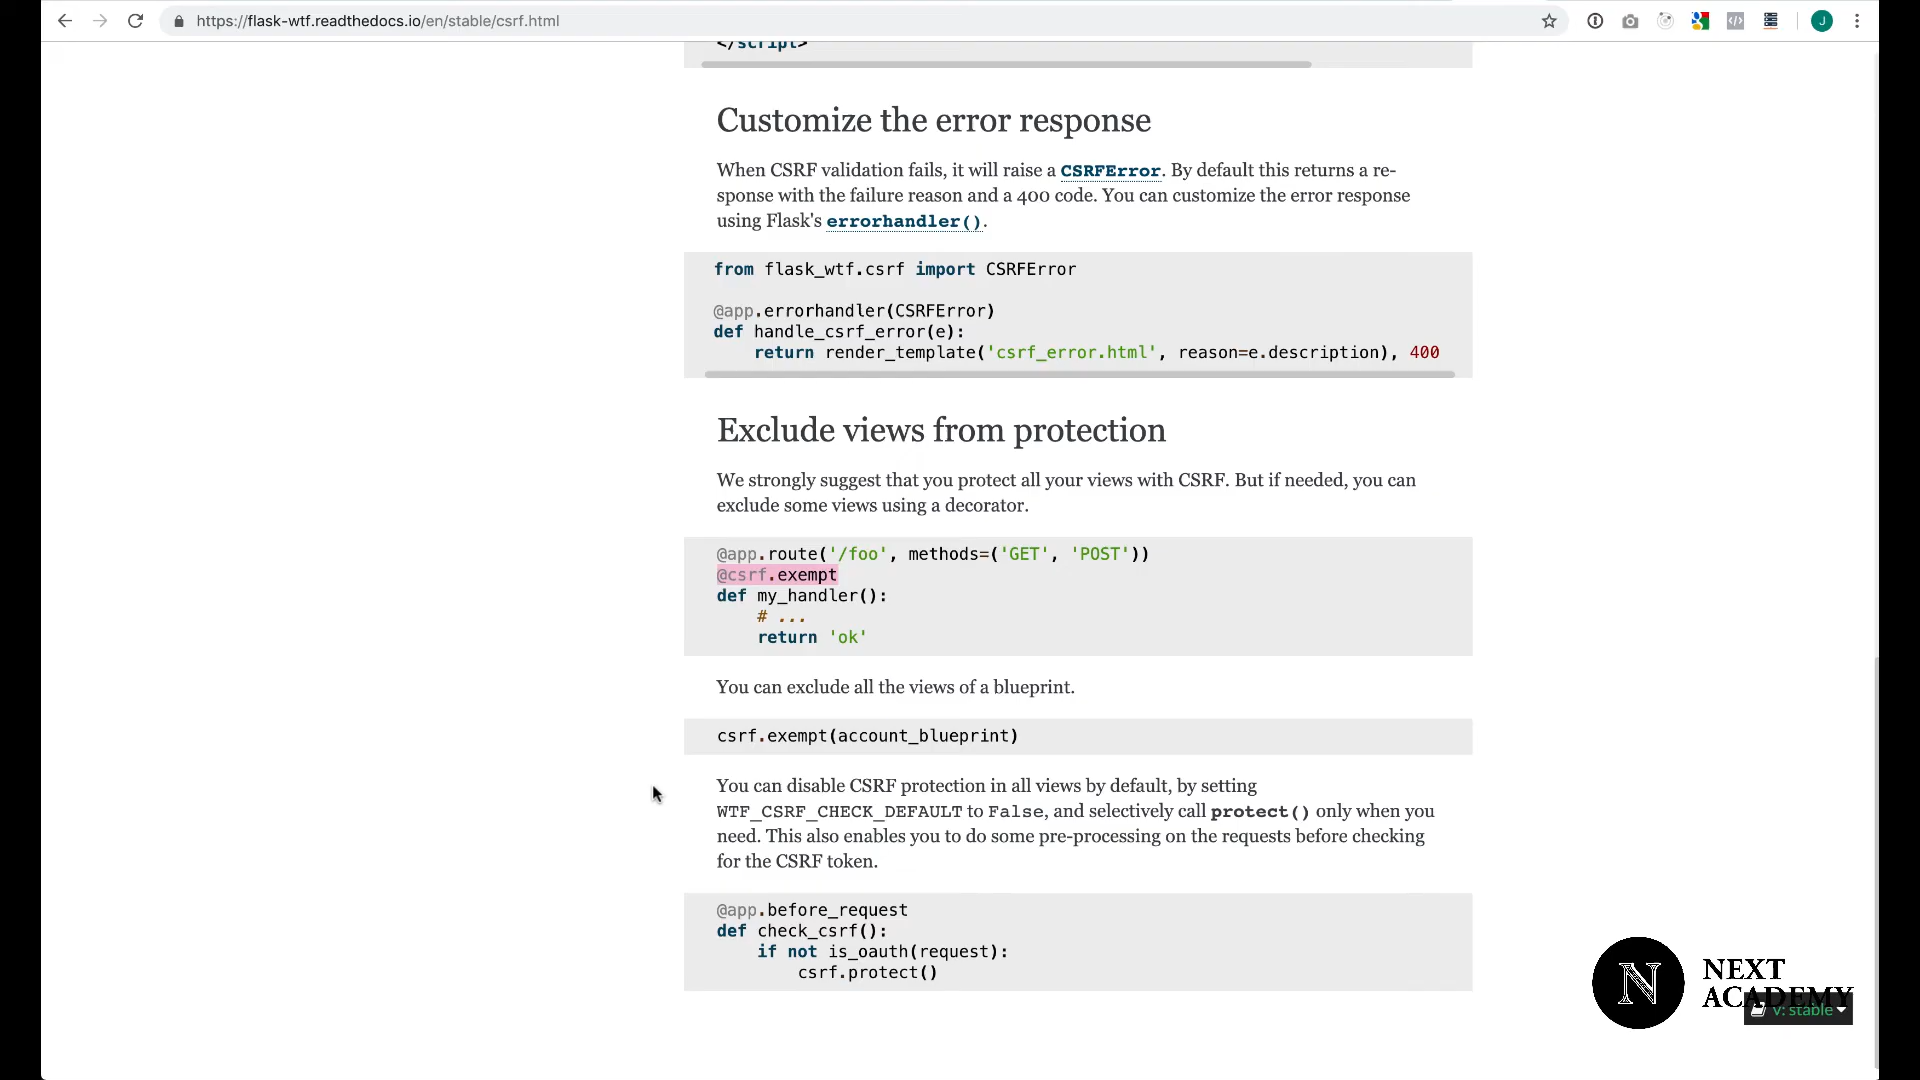 https://flask-wtf.readthedocs.io/en/stable/csrf.html
J
</script>
Customize the error response
When CSRF validation fails, it will raise a CSRFError. By default this returns a re-
sponse with the failure reason and a 400 code. You can customize the error response
using Flask's errorhandler().
from flask_wtf.csrf import CSRFError
@app.errorhandler(CSRFError)
def handle_csrf_error(e):
    return render_template('csrf_error.html', reason=e.description), 400
Exclude views from protection
We strongly suggest that you protect all your views with CSRF. But if needed, you can
exclude some views using a decorator.
@app.route('/foo', methods=('GET', 'POST'))
@csrf.exempt
def my_handler():
    # ...
    return 'ok'
You can exclude all the views of a blueprint.
csrf.exempt(account_blueprint)
You can disable CSRF protection in all views by default, by setting
WTF_CSRF_CHECK_DEFAULT to False, and selectively call protect() only when you
need. This also enables you to do some pre-processing on the requests before checking
for the CSRF token.
@app.before_request
def check_csrf():
    if not is_oauth(request):
        csrf.protect()
N
NEXT
ACADEMY
v: stable